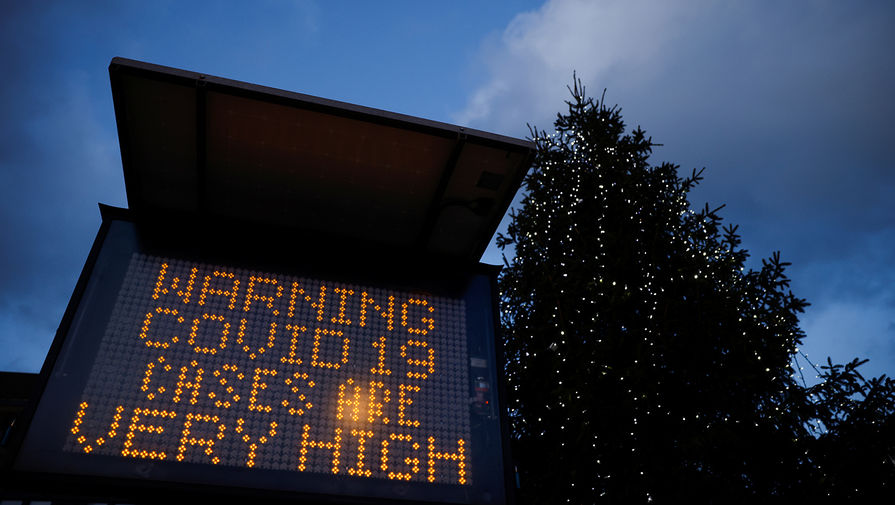 WARNING
COVID 19
CASES ARE
VERY HIGH